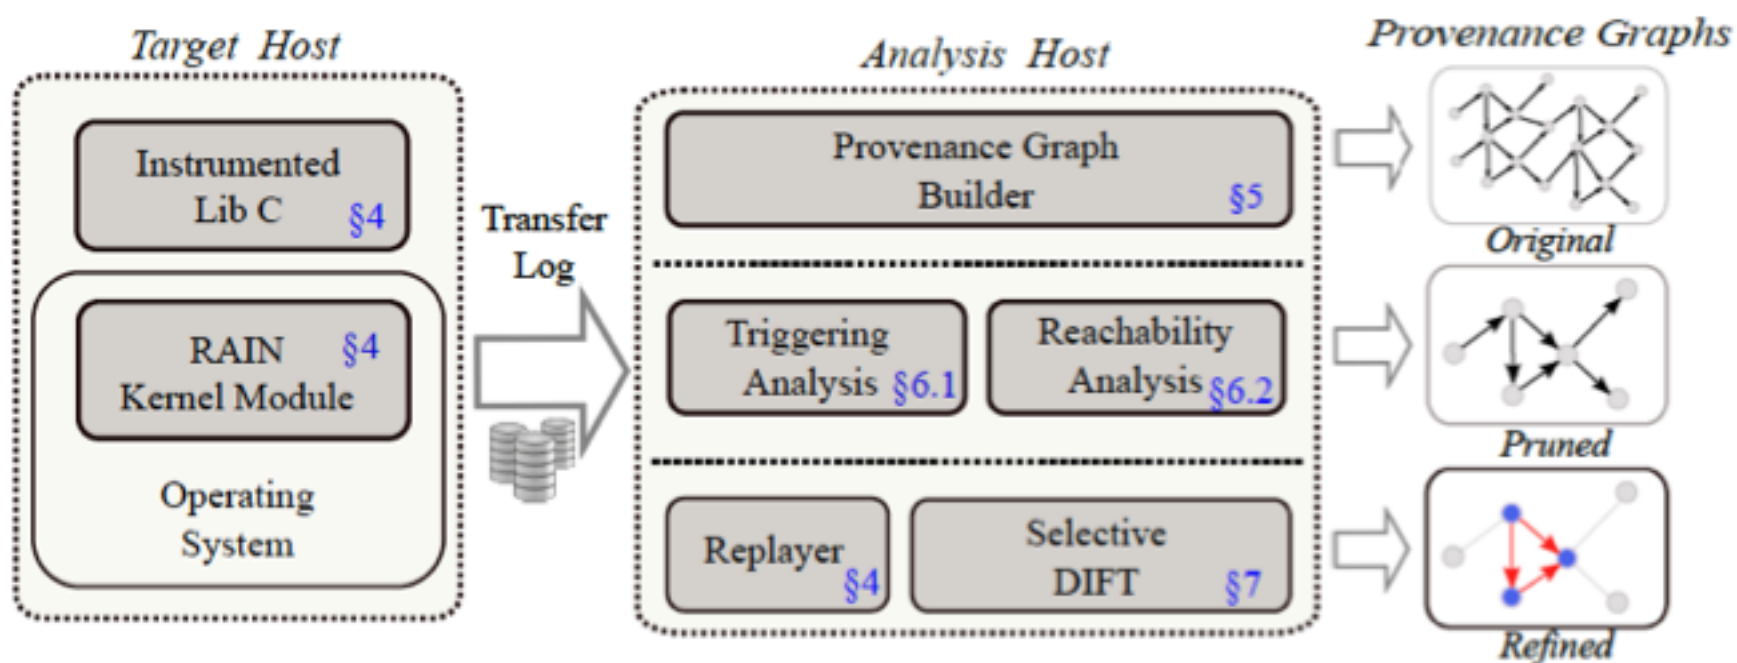 Target Host
Instrumented
Lib C §4
RAIN §4
Kernel Module
Operating
System
Transfer
Log
Analysis Host
Provenance Graph
Builder §5
Triggering
Analysis §6.1
Reachability
Analysis §6.2
Replayer
§4
Selective
DIFT §7
Provenance Graphs
Original
Pruned
Refined